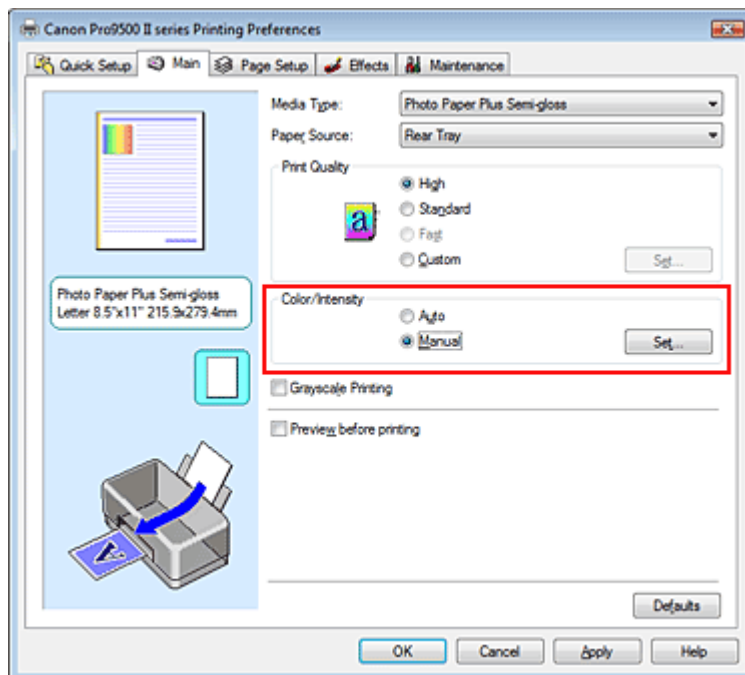 Canon Pro9500 II series Printing Preferences
Quick Setup Main Page Setup Effects Maintenance
Media Type: Photo Paper Plus Semi-gloss
Paper Source: Rear Tray
Print Quality
High
a Standard
Fast
Custom Set...
Photo Paper Plus Semi-gloss
Letter 8.5"x11" 215.9x279.4mm
Color/Intensity
Auto
Manual Set...
Grayscale Printing
Preview before printing
A
Defaults
OK Cancel Apply Help